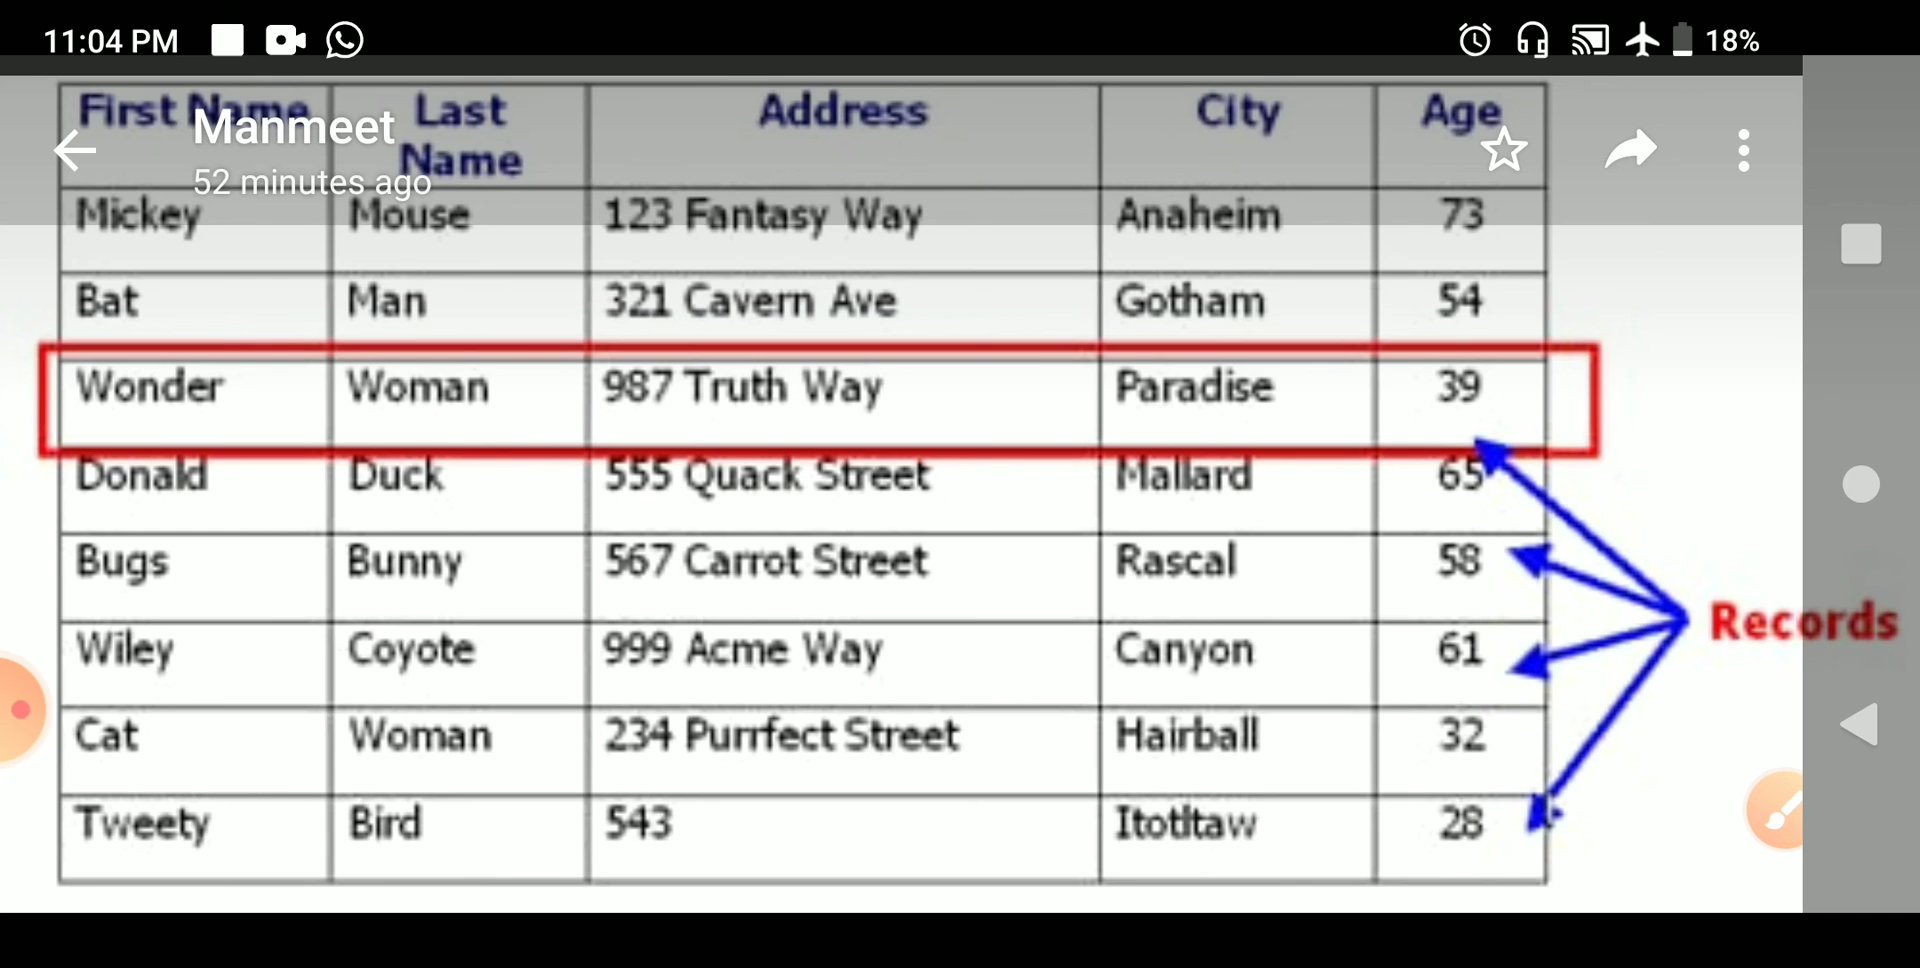 11:04 PM 18%
First Name Last Name Address City Age
Manmeet
52 minutes ago
Mickey Mouse 123 Fantasy Way Anaheim 73
Bat Man 321 Cavern Ave Gotham 54
Wonder Woman 987 Truth Way Paradise 39
Donald Duck 555 Quack Street Mallard 65
Bugs Bunny 567 Carrot Street Rascal 58
Records
Wiley Coyote 999 Acme Way Canyon 61
Cat Woman 234 Purrfect Street Hairball 32
Tweety Bird 543 Itotltaw 28